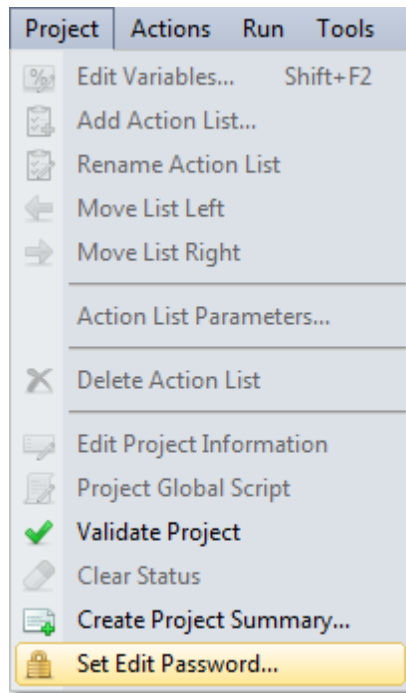 Project Actions Run Tools
Edit Variables... Shift+F2
Add Action List...
Rename Action List
Move List Left
Move List Right
Action List Parameters...
Delete Action List
Edit Project Information
Project Global Script
Validate Project
Clear Status
Create Project Summary...
Set Edit Password...